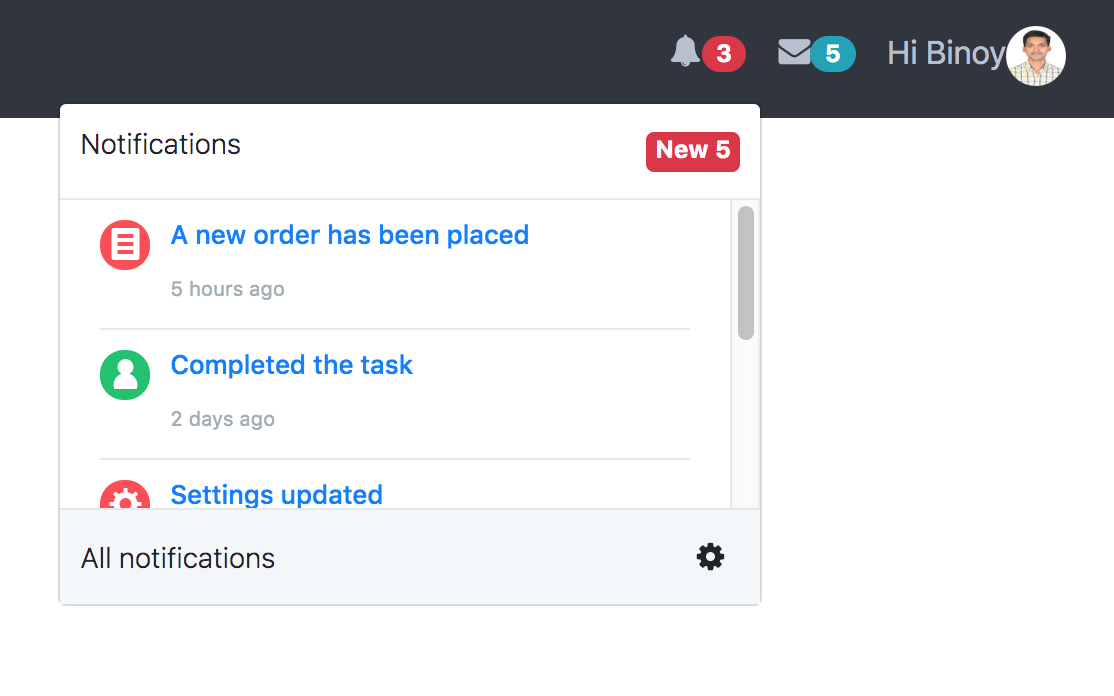 3 5 Hi Binoy
Notifications New 5
A new order has been placed
5 hours ago
Completed the task
2 days ago
Settings updated
All notifications